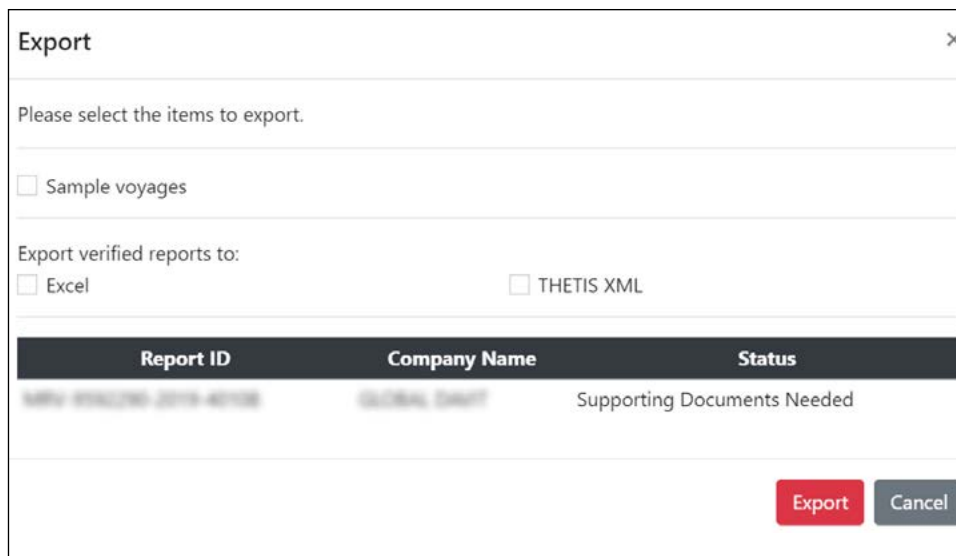 Export ×
Please select the items to export.
Sample voyages
Export verified reports to:
Excel THETIS XML
Report ID Company Name Status
Supporting Documents Needed
Export Cancel